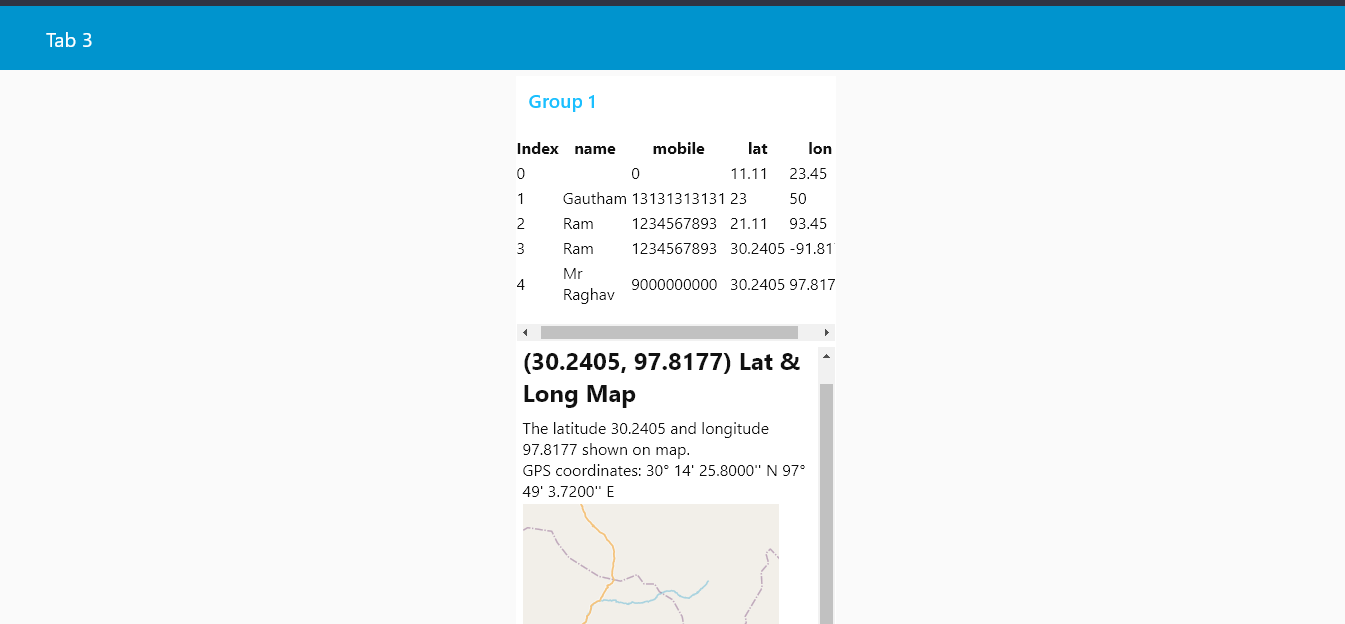 Tab 3
Group 1
Index name mobile lat lon
0 0 11.11 23.45
1 Gautham 13131313131 23 50
2 Ram 1234567893 21.11 93.45
3 Ram 1234567893 30.2405 -91.81
4 Mr Raghav 9000000000 30.2405 97.817
(30.2405, 97.8177) Lat &
Long Map
The latitude 30.2405 and longitude
97.8177 shown on map.
GPS coordinates: 30° 14' 25.8000'' N 97°
49' 3.7200'' E